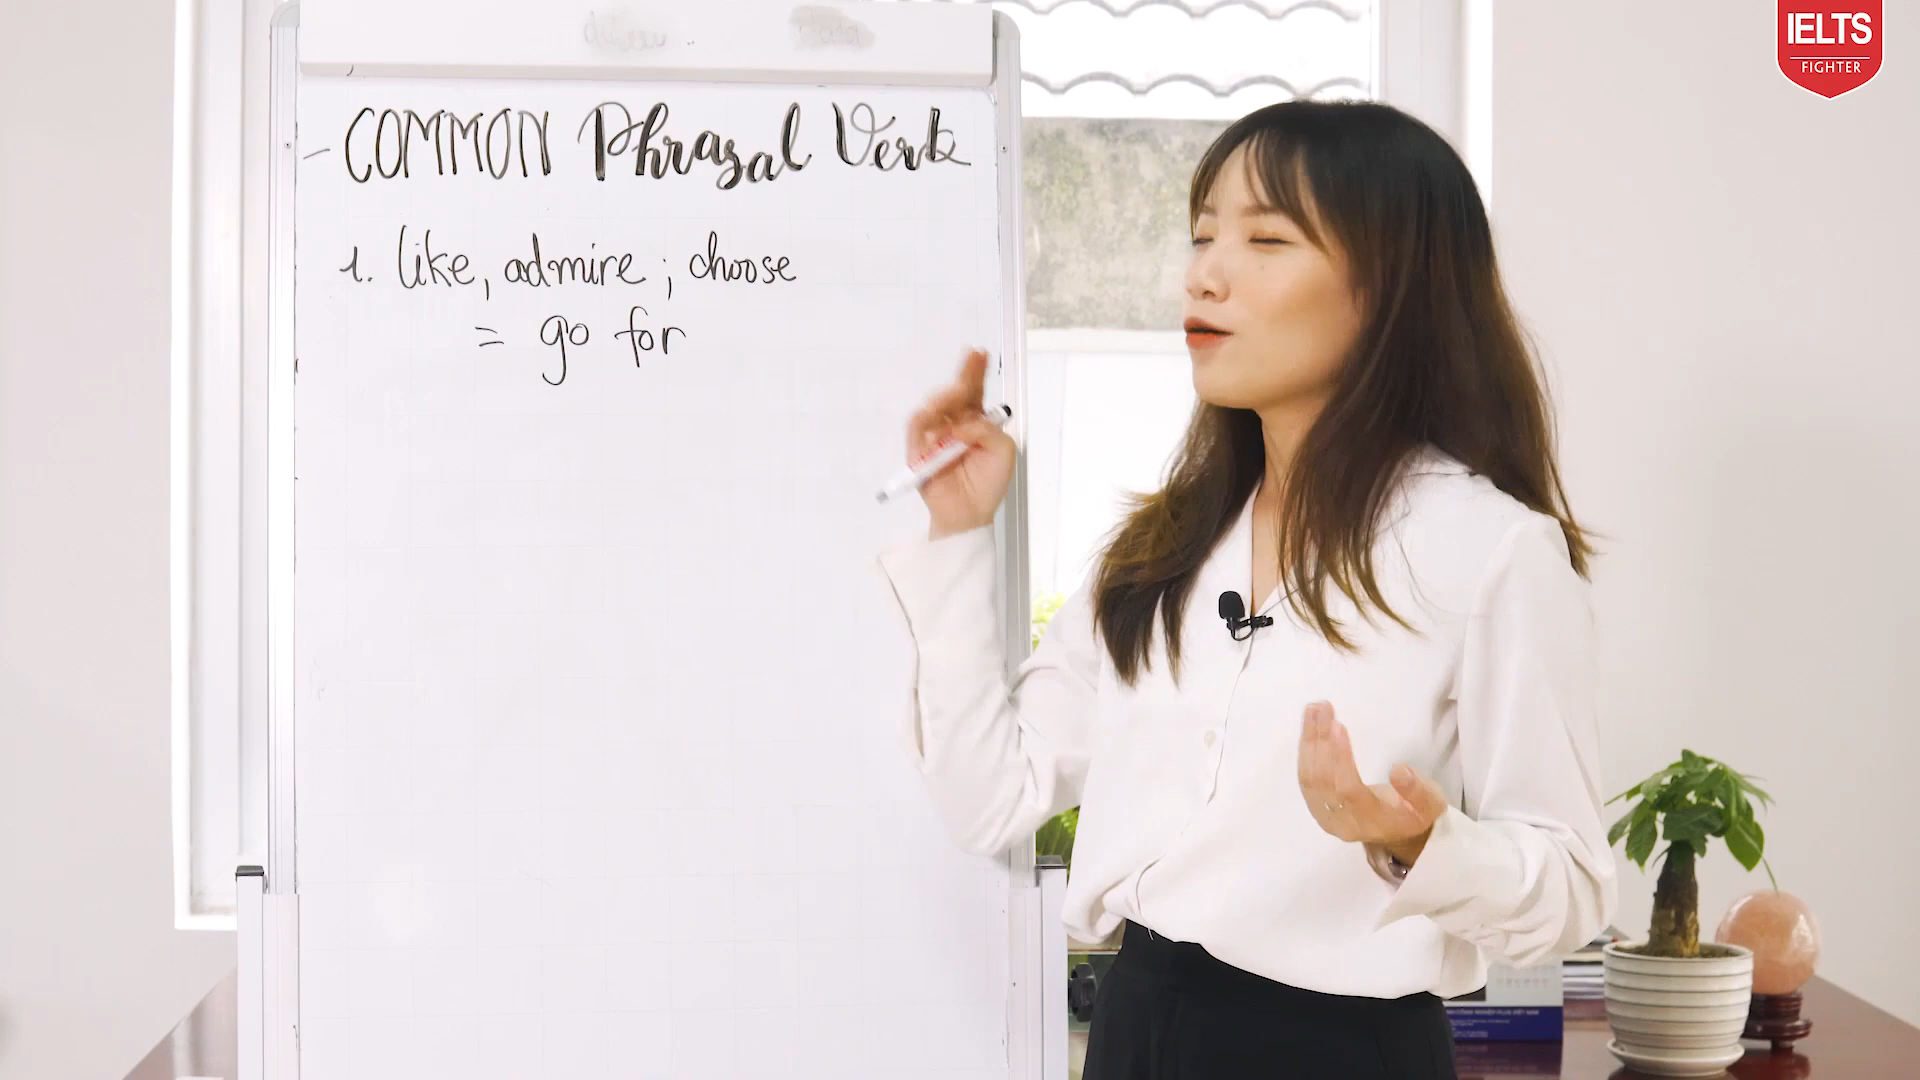 IELTS
FIGHTER
- COMMON Phrasal Verb
1. like, admire ; choose
= go for